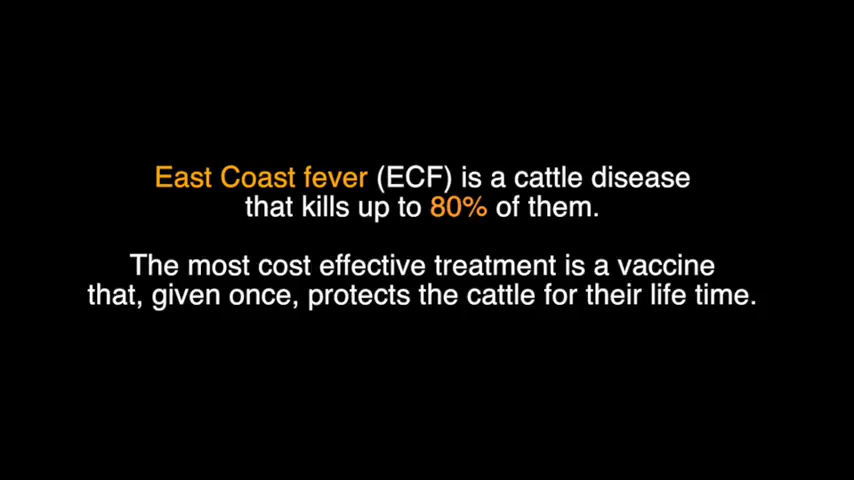 East Coast fever (ECF) is a cattle disease
that kills up to 80% of them.
The most cost effective treatment is a vaccine
that, given once, protects the cattle for their life time.